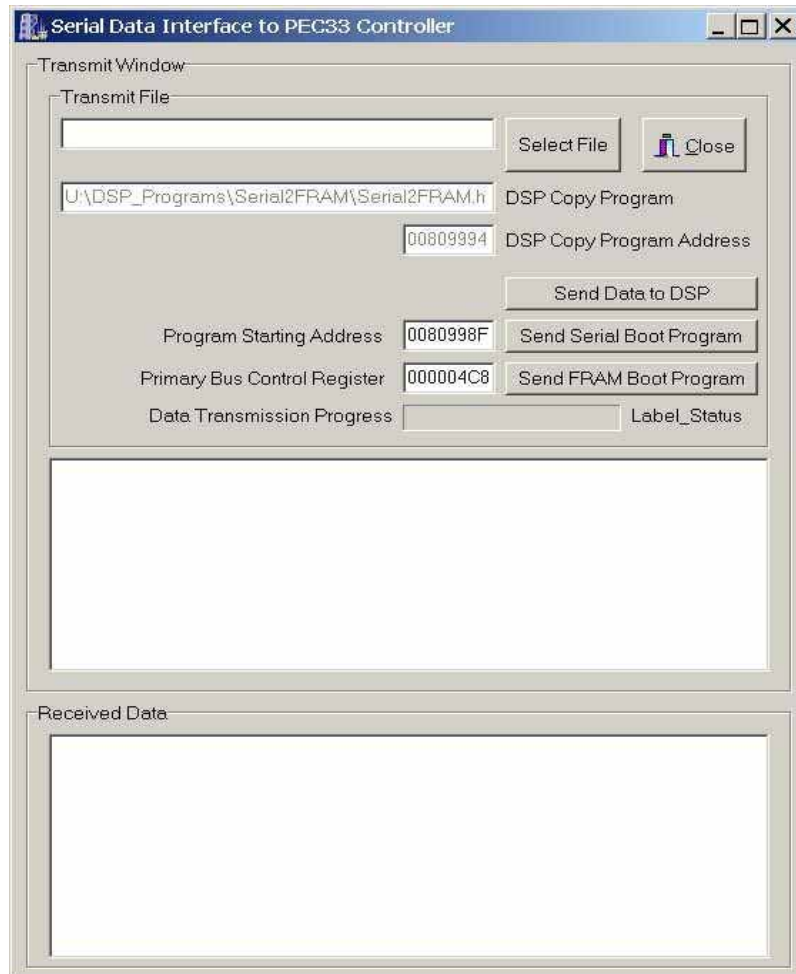 Serial Data Interface to PEC33 Controller
Transmit Window
Transmit File
Select File
Close
U:\DSP_Programs\Serial2FRAM\Serial2FRAM.h
DSP Copy Program
00809994
DSP Copy Program Address
Send Data to DSP
Program Starting Address
0080998F
Send Serial Boot Program
Primary Bus Control Register
000004C8
Send FRAM Boot Program
Data Transmission Progress
Label_Status
Received Data